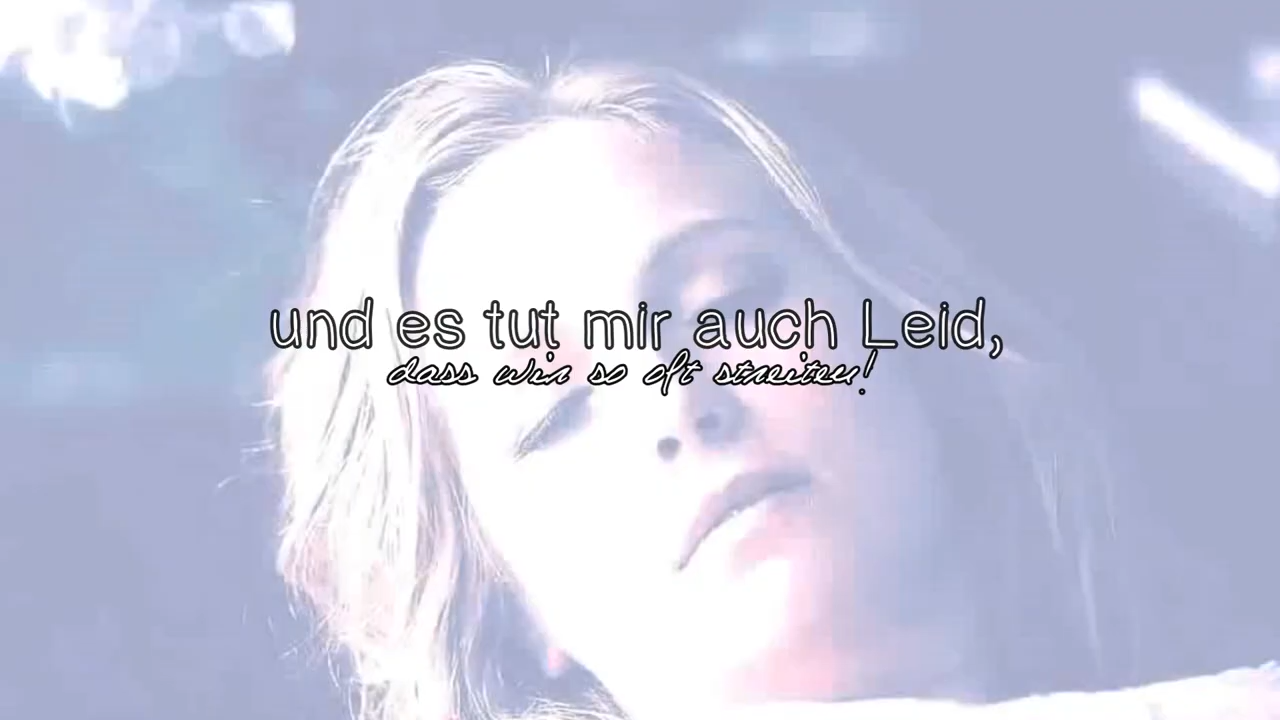 und es tut mir auch Leid,
dass wir so oft streiten!